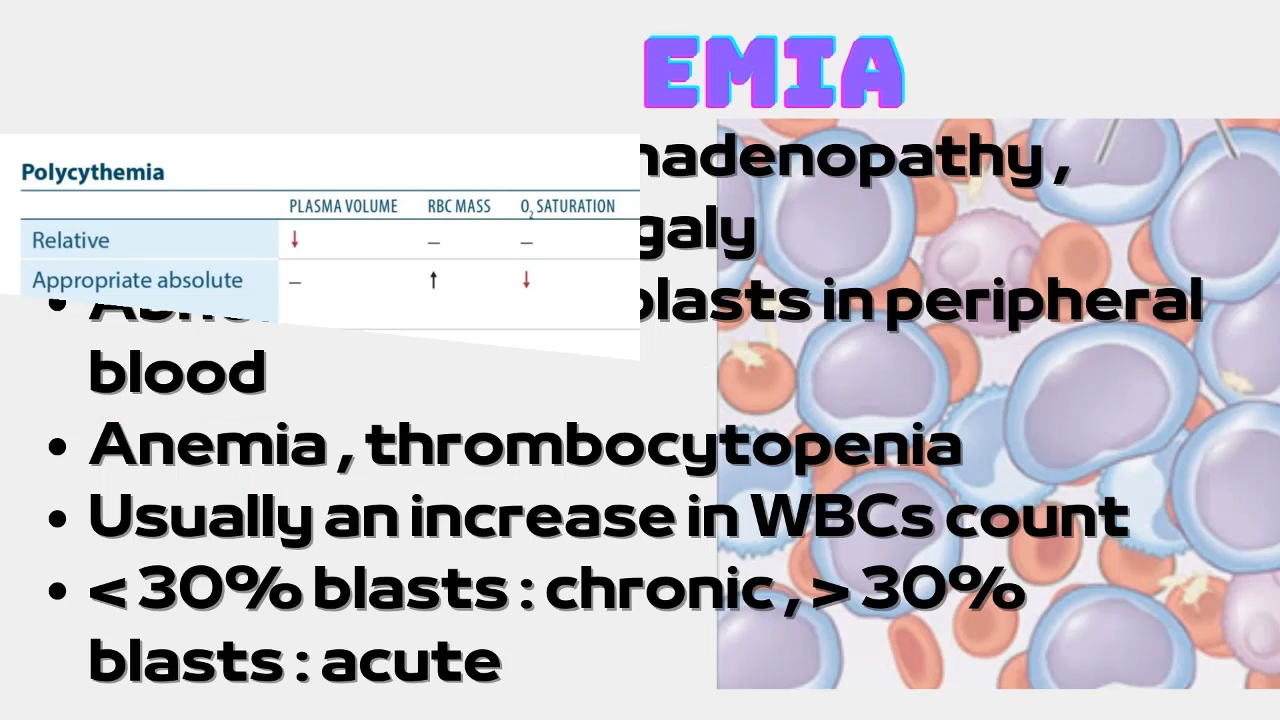 EMIA
Polycythemia
PLASMA VOLUME RBC MASS O2 SATURATION
Relative ↓ – –
Appropriate absolute – ↑ ↓
nadenopathy ,
galy
blasts in peripheral
blood
• Anemia , thrombocytopenia
• Usually an increase in WBCs count
• < 30% blasts : chronic , > 30%
blasts : acute